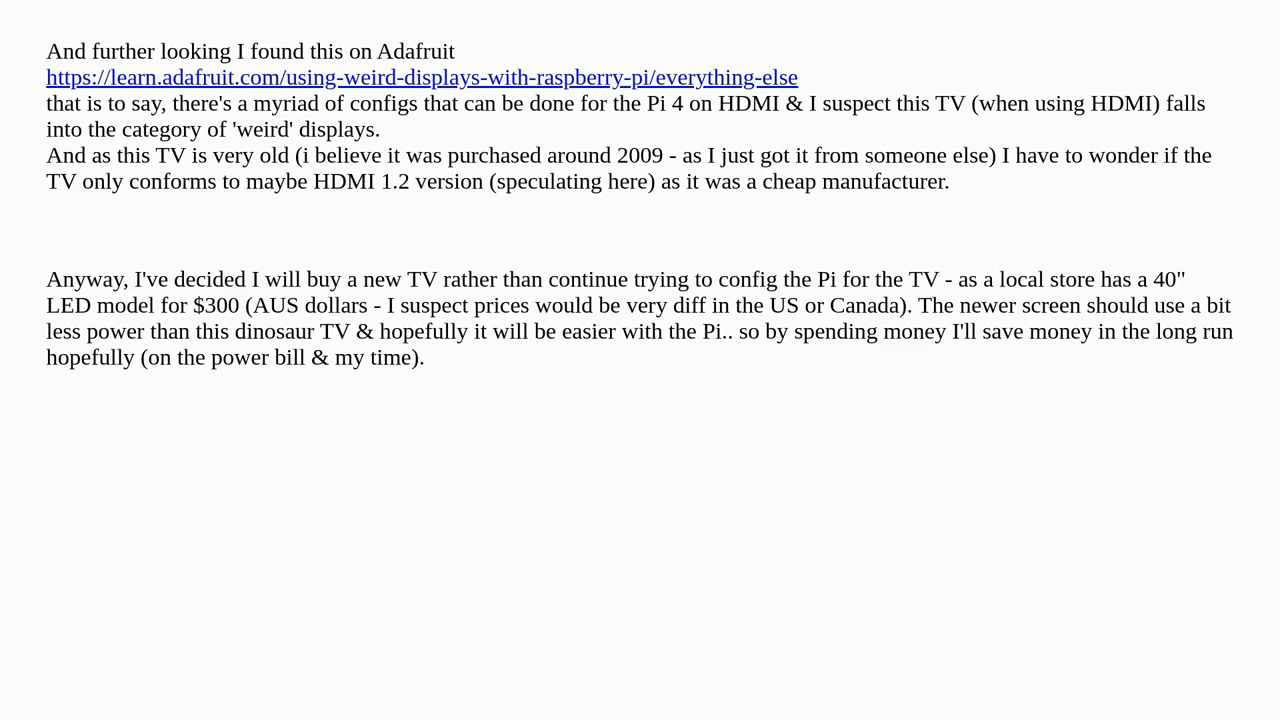 And further looking I found this on Adafruit
https://learn.adafruit.com/using-weird-displays-with-raspberry-pi/everything-else
that is to say, there's a myriad of configs that can be done for the Pi 4 on HDMI & I suspect this TV (when using HDMI) falls
into the category of 'weird' displays.
And as this TV is very old (i believe it was purchased around 2009 - as I just got it from someone else) I have to wonder if the
TV only conforms to maybe HDMI 1.2 version (speculating here) as it was a cheap manufacturer.
Anyway, I've decided I will buy a new TV rather than continue trying to config the Pi for the TV - as a local store has a 40"
LED model for $300 (AUS dollars - I suspect prices would be very diff in the US or Canada). The newer screen should use a bit
less power than this dinosaur TV & hopefully it will be easier with the Pi.. so by spending money I'll save money in the long run
hopefully (on the power bill & my time).